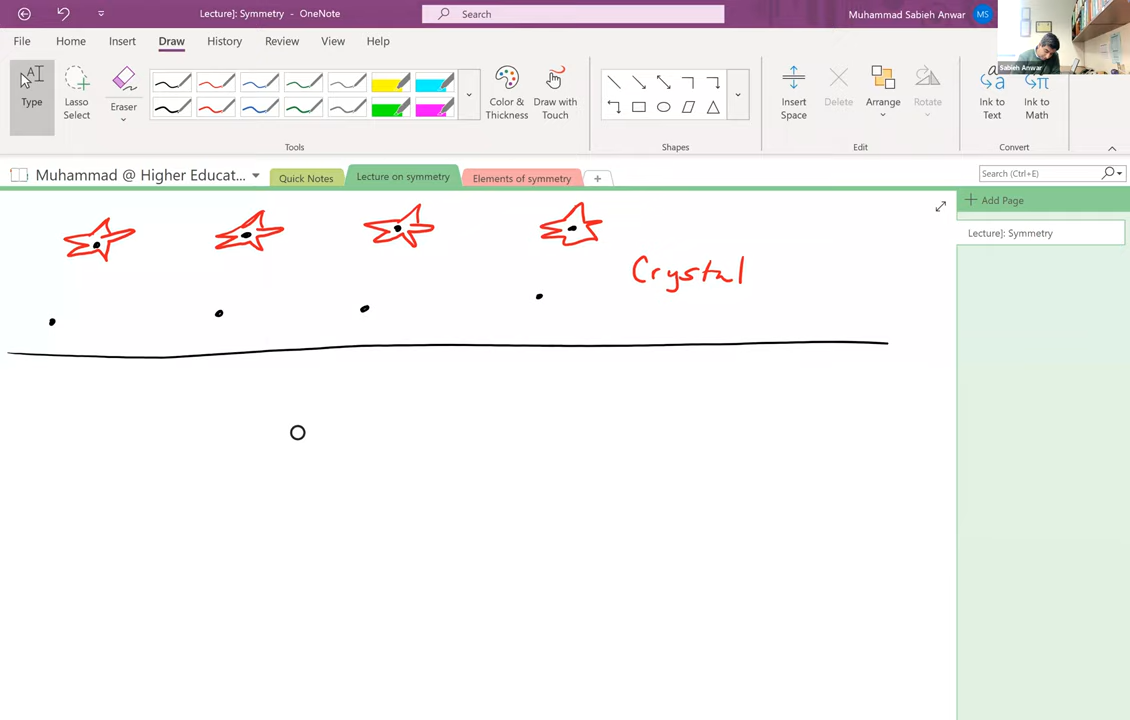 Lecture]: Symmetry - OneNote
Search
Muhammad Sabieh Anwar
MS
File
Home
Insert
Draw
History
Review
View
Help
Sabieh Anwar
Type
Lasso Select
Eraser
Color & Thickness
Draw with Touch
Insert Space
Delete
Arrange
Rotate
Ink to Text
Ink to Math
Tools
Shapes
Edit
Convert
Muhammad @ Higher Educat...
Quick Notes
Lecture on symmetry
Elements of symmetry
Search (Ctrl+E)
Add Page
Lecture]: Symmetry
Crystal